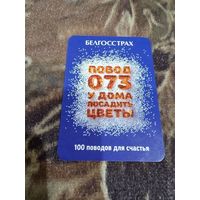 БЕЛГОССТРАХ
ПОВОД
073
У ДОМА
ПОСАДИТЬ
ЦВЕТЫ
100 поводов для счастья